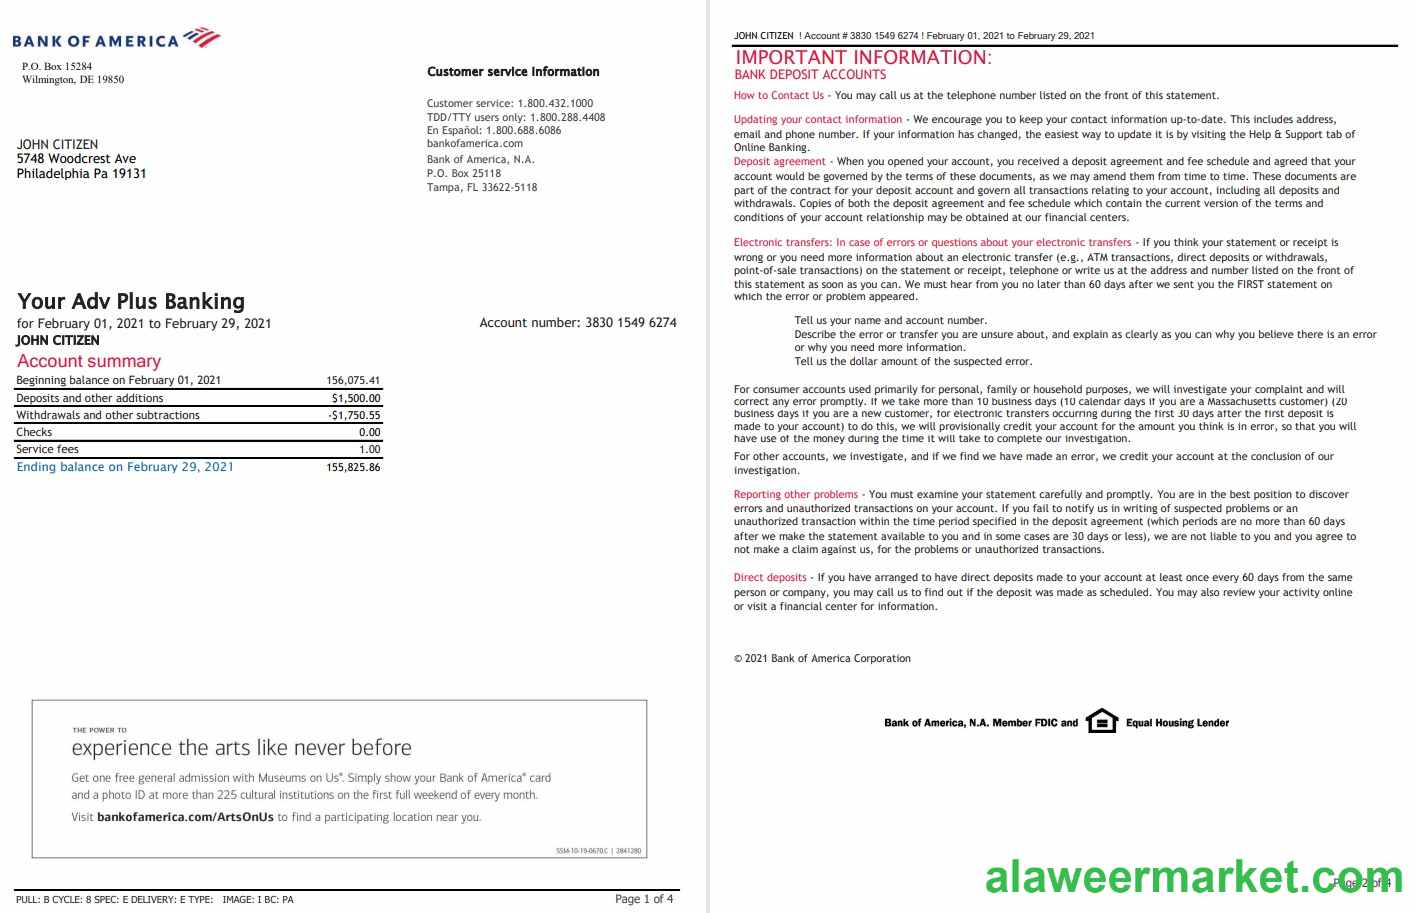 BANK OF AMERICA
P.O. Box 15284
Wilmington, DE 19850
Customer service information
Customer service: 1.800.432.1000
TDD/TTY users only: 1.800.288.4408
En Español: 1.800.688.6086
bankofamerica.com
Bank of America, N.A.
P.O. Box 25118
Tampa, FL 33622-5118
JOHN CITIZEN
5748 Woodcrest Ave
Philadelphia Pa 19131
Your Adv Plus Banking
for February 01, 2021 to February 29, 2021
Account number: 3830 1549 6274
JOHN CITIZEN
Account summary
Beginning balance on February 01, 2021 156,075.41
Deposits and other additions $1,500.00
Withdrawals and other subtractions -$1,750.55
Checks 0.00
Service fees 1.00
Ending balance on February 29, 2021 155,825.86
THE POWER TO
experience the arts like never before
Get one free general admission with Museums on Us®. Simply show your Bank of America® card
and a photo ID at more than 225 cultural institutions on the first full weekend of every month.
Visit bankofamerica.com/ArtsOnUs to find a participating location near you.
SSM-10-19-0670.C | 2841280
PULL: B CYCLE: 8 SPEC: E DELIVERY: E TYPE: IMAGE: I BC: PA
Page 1 of 4
JOHN CITIZEN ! Account # 3830 1549 6274 ! February 01, 2021 to February 29, 2021
IMPORTANT INFORMATION:
BANK DEPOSIT ACCOUNTS
How to Contact Us - You may call us at the telephone number listed on the front of this statement.
Updating your contact information - We encourage you to keep your contact information up-to-date. This includes address,
email and phone number. If your information has changed, the easiest way to update it is by visiting the Help & Support tab of
Online Banking.
Deposit agreement - When you opened your account, you received a deposit agreement and fee schedule and agreed that your
account would be governed by the terms of these documents, as we may amend them from time to time. These documents are
part of the contract for your deposit account and govern all transactions relating to your account, including all deposits and
withdrawals. Copies of both the deposit agreement and fee schedule which contain the current version of the terms and
conditions of your account relationship may be obtained at our financial centers.
Electronic transfers: In case of errors or questions about your electronic transfers - If you think your statement or receipt is
wrong or you need more information about an electronic transfer (e.g., ATM transactions, direct deposits or withdrawals,
point-of-sale transactions) on the statement or receipt, telephone or write us at the address and number listed on the front of
this statement as soon as you can. We must hear from you no later than 60 days after we sent you the FIRST statement on
which the error or problem appeared.
Tell us your name and account number.
Describe the error or transfer you are unsure about, and explain as clearly as you can why you believe there is an error
or why you need more information.
Tell us the dollar amount of the suspected error.
For consumer accounts used primarily for personal, family or household purposes, we will investigate your complaint and will
correct any error promptly. If we take more than 10 business days (10 calendar days if you are a Massachusetts customer) (20
business days if you are a new customer, for electronic transfers occurring during the first 30 days after the first deposit is
made to your account) to do this, we will provisionally credit your account for the amount you think is in error, so that you will
have use of the money during the time it will take to complete our investigation.
For other accounts, we investigate, and if we find we have made an error, we credit your account at the conclusion of our
investigation.
Reporting other problems - You must examine your statement carefully and promptly. You are in the best position to discover
errors and unauthorized transactions on your account. If you fail to notify us in writing of suspected problems or an
unauthorized transaction within the time period specified in the deposit agreement (which periods are no more than 60 days
after we make the statement available to you and in some cases are 30 days or less), we are not liable to you and you agree to
not make a claim against us, for the problems or unauthorized transactions.
Direct deposits - If you have arranged to have direct deposits made to your account at least once every 60 days from the same
person or company, you may call us to find out if the deposit was made as scheduled. You may also review your activity online
or visit a financial center for information.
© 2021 Bank of America Corporation
Bank of America, N.A. Member FDIC and Equal Housing Lender
alaweermarket.com
Page 2 of 4